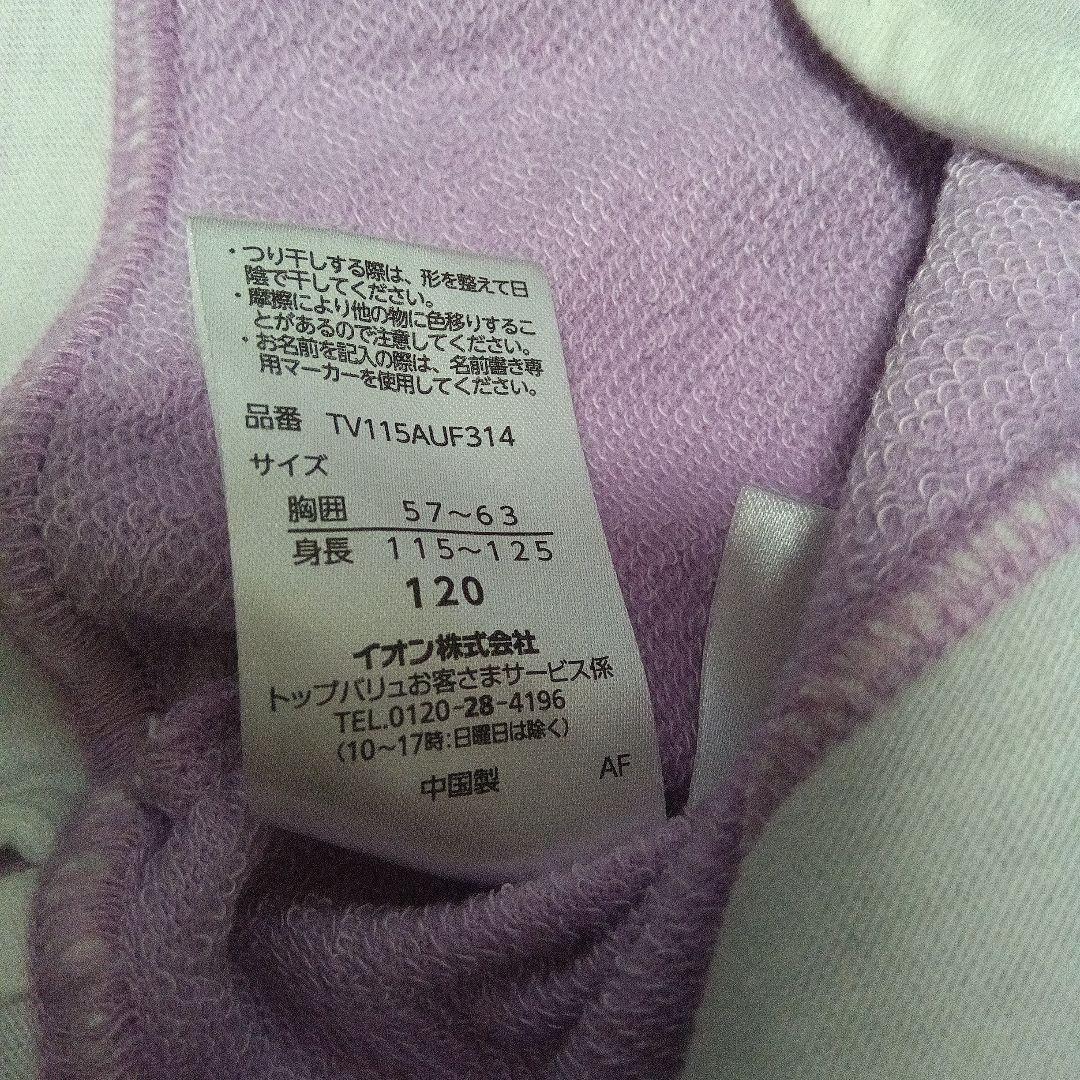 ・つり干しする際は、形を整えて日
陰で干してください。
・摩擦により他の物に色移りするこ
とがあるので注意してください。
・お名前を記入の際は、名前書き専
用マーカーを使用してください。
品番 TV115AUF314
サイズ
胸囲 57～63
身長 115～125
120
イオン株式会社
トップバリュお客さまサービス係
TEL.0120-28-4196
(10～17時:日曜日は除く)
中国製 AF